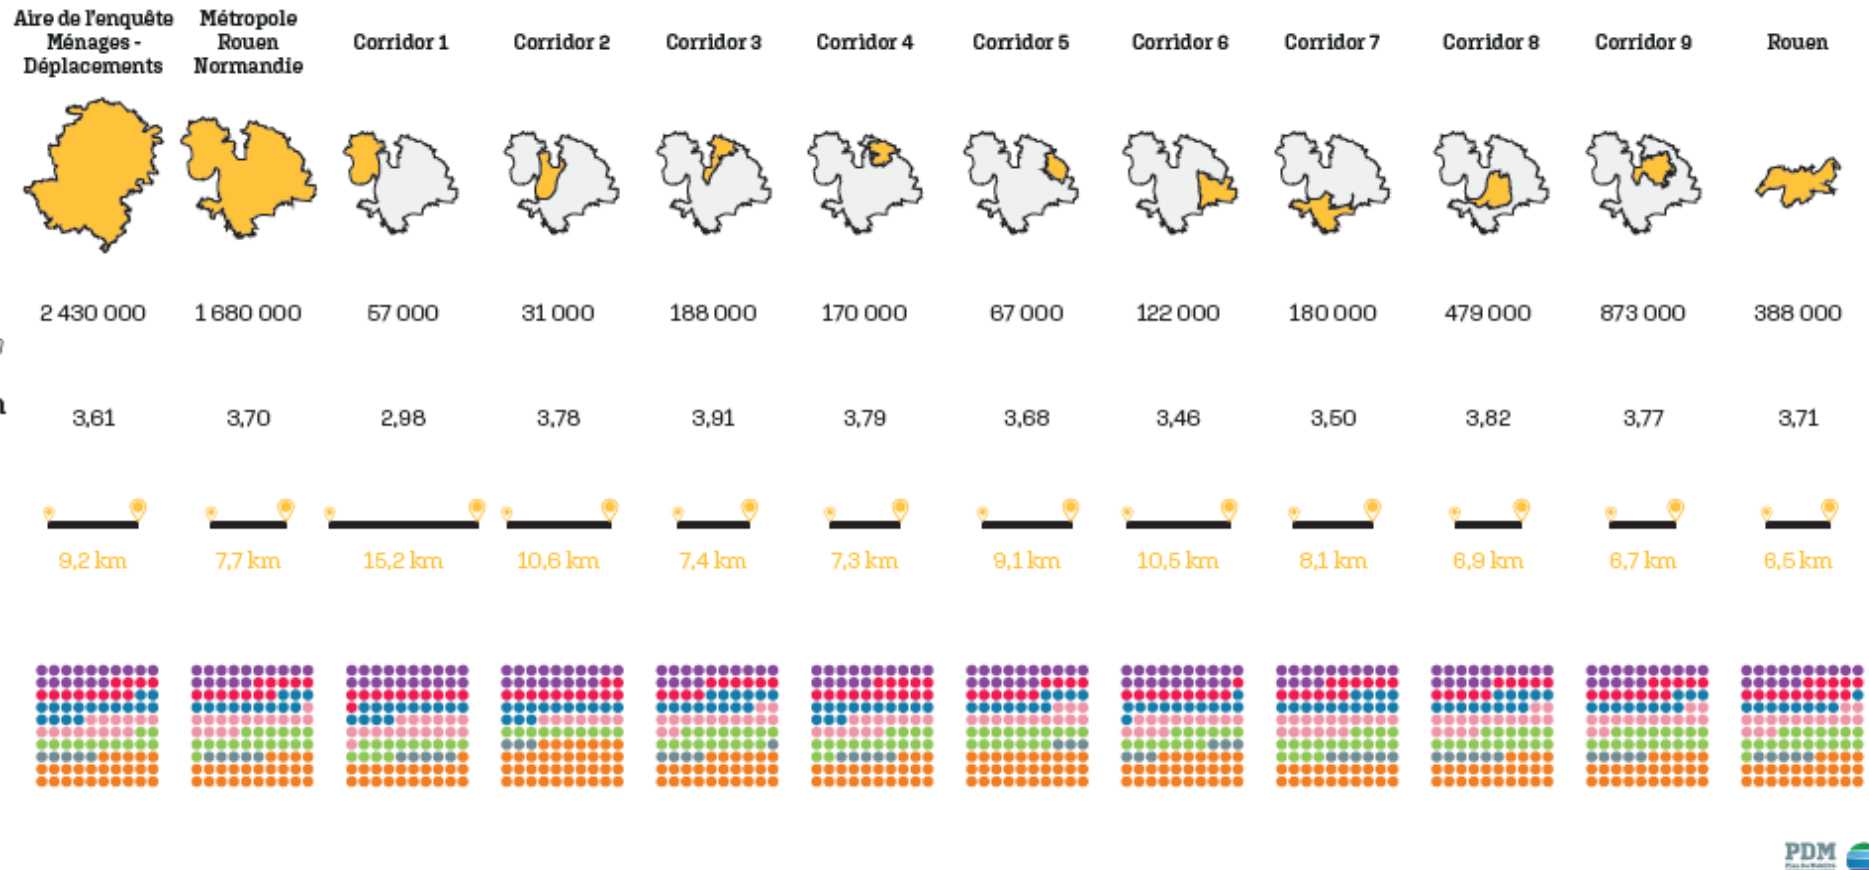 Aire de l'enquête
Ménages -
Déplacements
Métropole
Rouen
Normandie
Corridor 1
Corridor 2
Corridor 3
Corridor 4
Corridor 5
Corridor 6
Corridor 7
Corridor 8
Corridor 9
Rouen
2 430 000 1 680 000 57 000 31 000 188 000 170 000 67 000 122 000 180 000 479 000 873 000 388 000
3,61 3,70 2,98 3,78 3,91 3,79 3,68 3,46 3,50 3,82 3,77 3,71
9,2 km 7,7 km 15,2 km 10,6 km 7,4 km 7,3 km 9,1 km 10,5 km 8,1 km 6,9 km 6,7 km 6,5 km
PDM